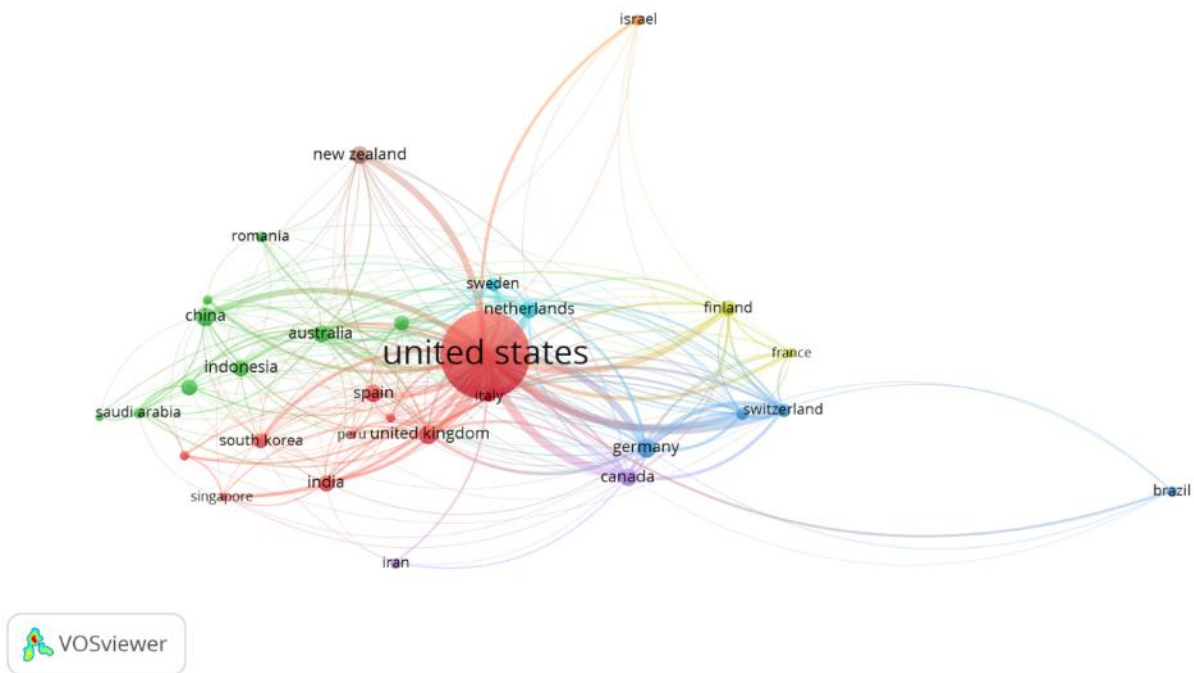 israel
new zealand
romania
sweden
china
netherlands
finland
australia
united states
france
indonesia
spain
italy
saudi arabia
switzerland
south korea
peru
united kingdom
germany
india
canada
singapore
brazil
iran
VOSviewer